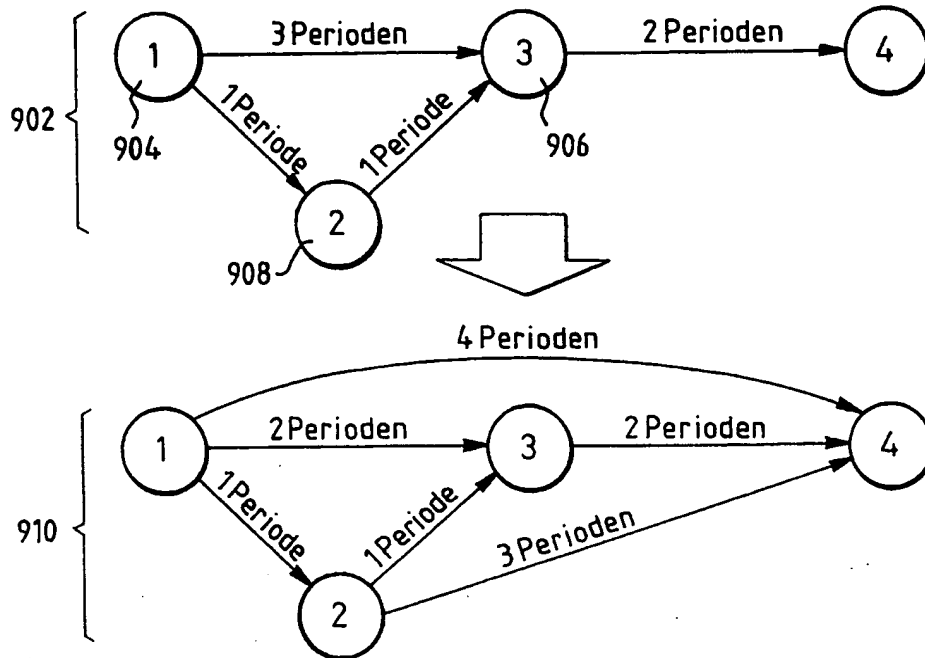 1
3 Perioden
3
2 Perioden
4
902
904
1 Periode
1 Periode
906
2
908
4 Perioden
1
2 Perioden
3
2 Perioden
4
910
1 Periode
1 Periode
3 Perioden
2